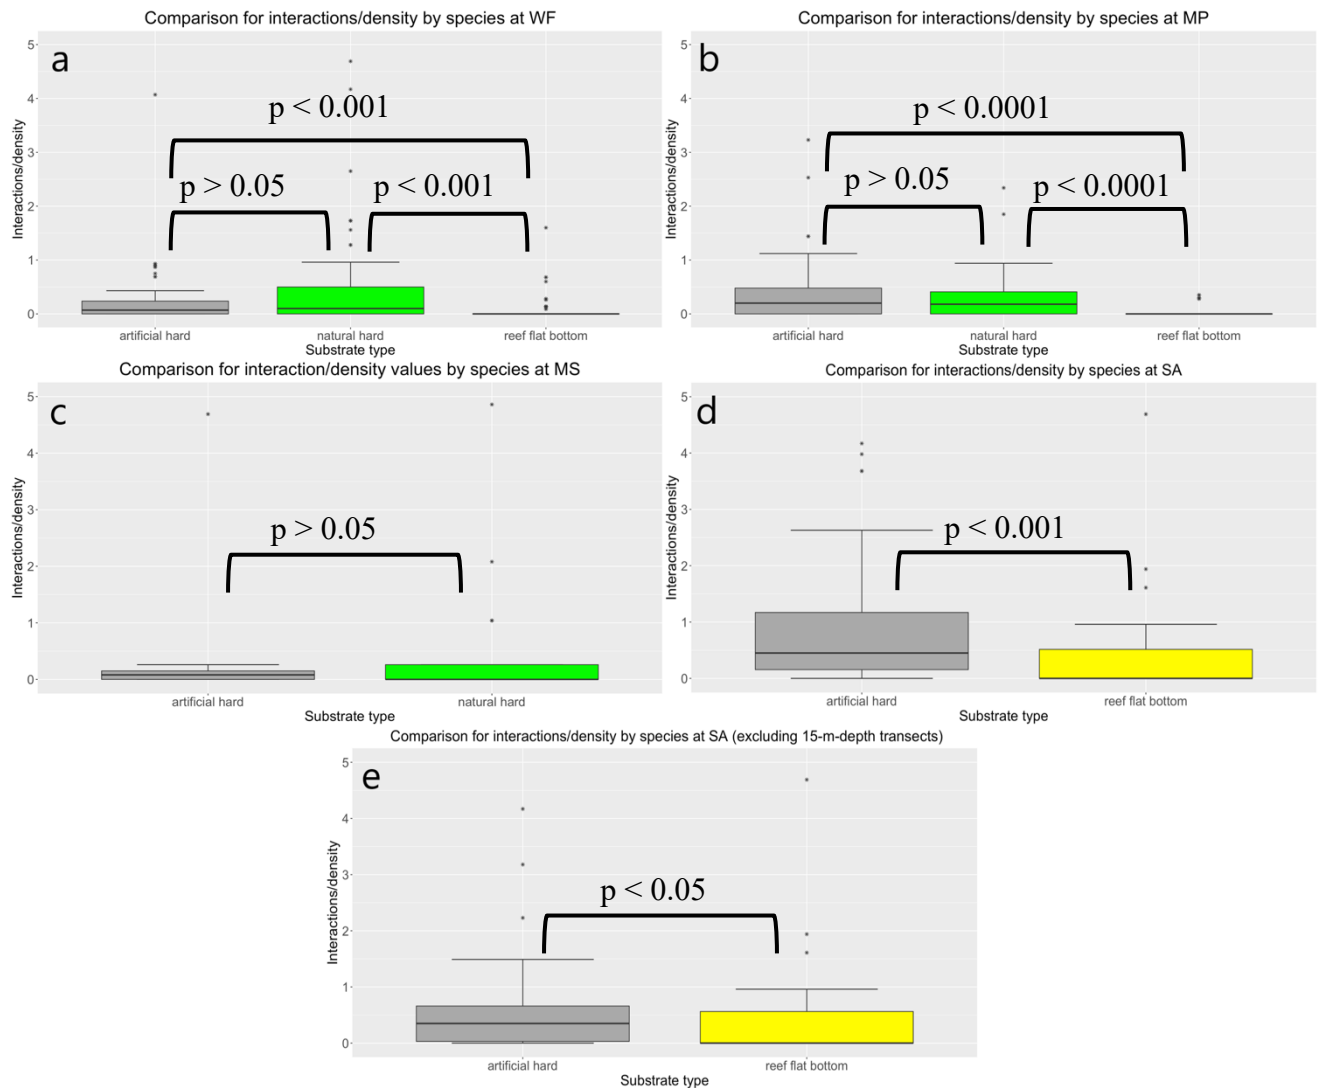 Comparison for interactions/density by species at WF
a
5
4
3
2
1
0
Interactions/density
p < 0.001
p > 0.05
p < 0.001
artificial hard
natural hard
reef flat bottom
Substrate type
Comparison for interactions/density by species at MP
b
5
4
3
2
1
0
Interactions/density
p < 0.0001
p > 0.05
p < 0.0001
artificial hard
natural hard
reef flat bottom
Substrate type
Comparison for interaction/density values by species at MS
c
5
4
3
2
1
0
Interactions/density
p > 0.05
artificial hard
natural hard
Substrate type
Comparison for interactions/density by species at SA
d
5
4
3
2
1
0
Interactions/density
p < 0.001
artificial hard
reef flat bottom
Substrate type
Comparison for interactions/density by species at SA (excluding 15-m-depth transects)
e
5
4
3
2
1
0
Interactions/density
p < 0.05
artificial hard
reef flat bottom
Substrate type